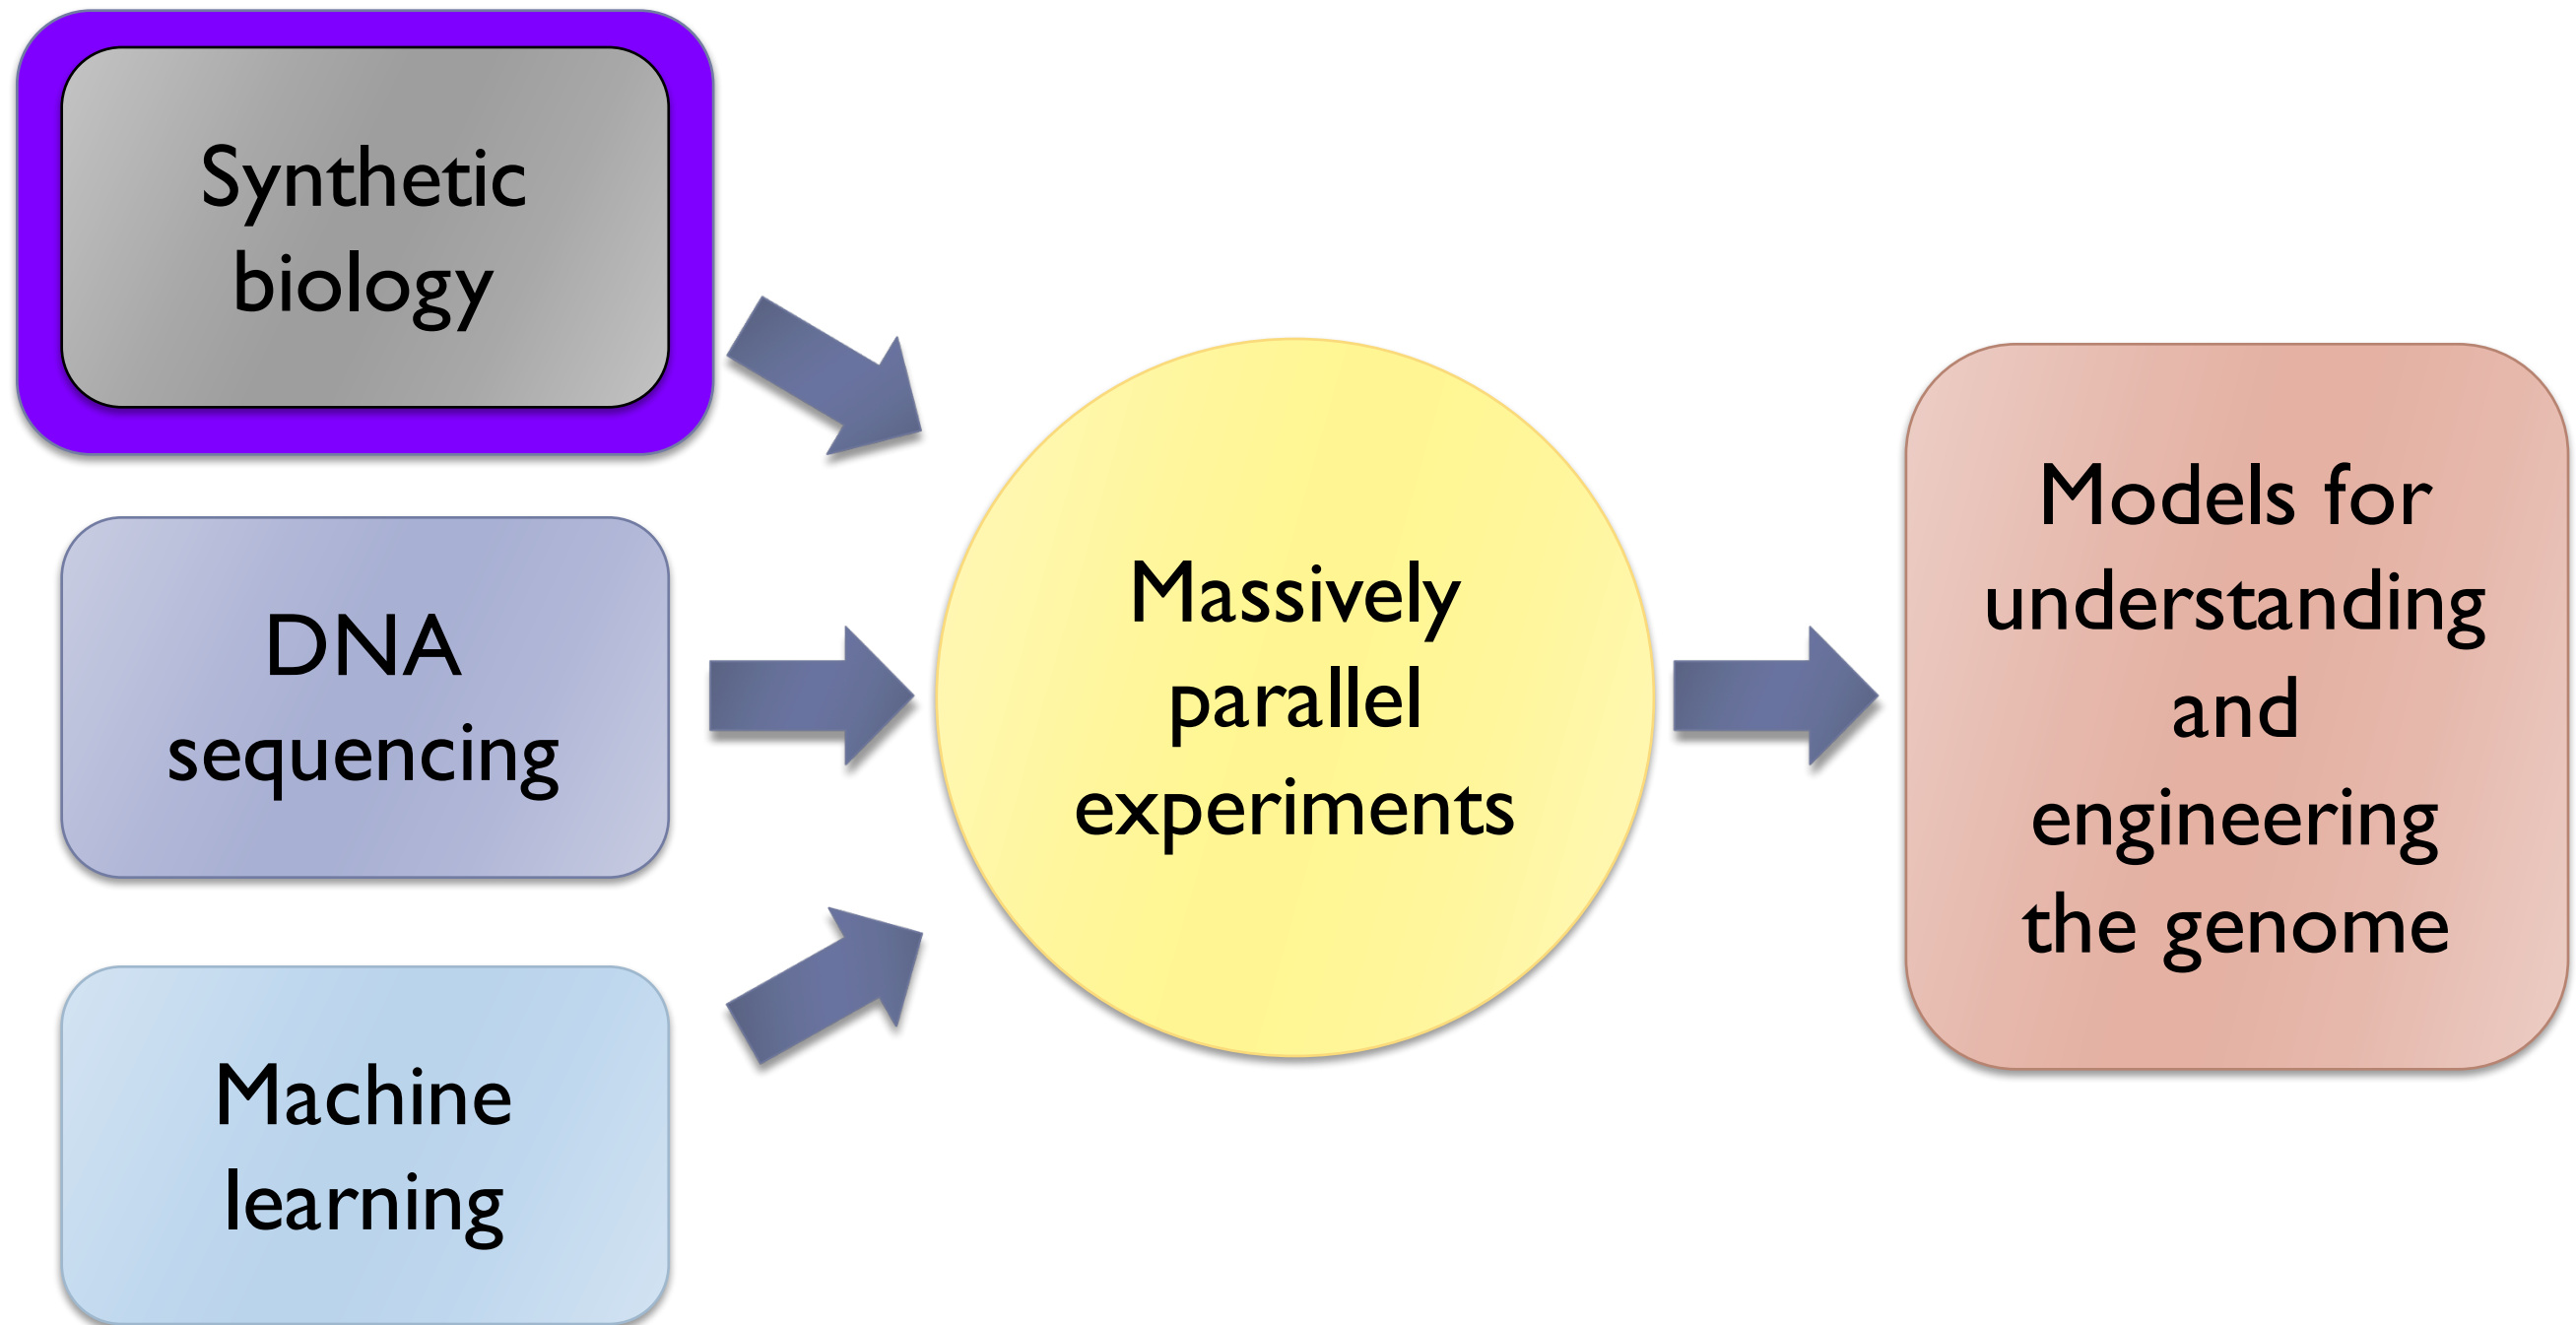 Synthetic
biology
DNA
sequencing
Machine
learning
Massively
parallel
experiments
Models for
understanding
and
engineering
the genome